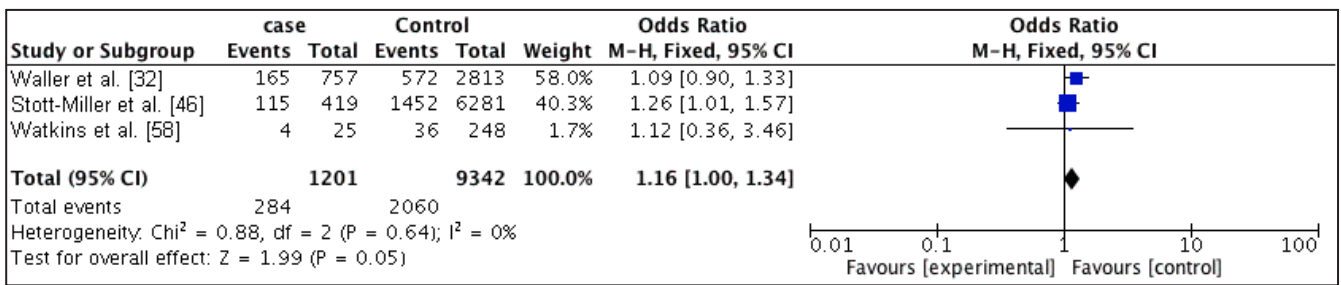 case Control Odds Ratio Odds Ratio
Study or Subgroup Events Total Events Total Weight M-H, Fixed, 95% CI M-H, Fixed, 95% CI
Waller et al. [32] 165 757 572 2813 58.0% 1.09 [0.90, 1.33]
Stott-Miller et al. [46] 115 419 1452 6281 40.3% 1.26 [1.01, 1.57]
Watkins et al. [58] 4 25 36 248 1.7% 1.12 [0.36, 3.46]
Total (95% CI) 1201 9342 100.0% 1.16 [1.00, 1.34]
Total events 284 2060
Heterogeneity: Chi² = 0.88, df = 2 (P = 0.64); I² = 0%
Test for overall effect: Z = 1.99 (P = 0.05)
0.01 0.1 1 10 100
Favours [experimental] Favours [control]